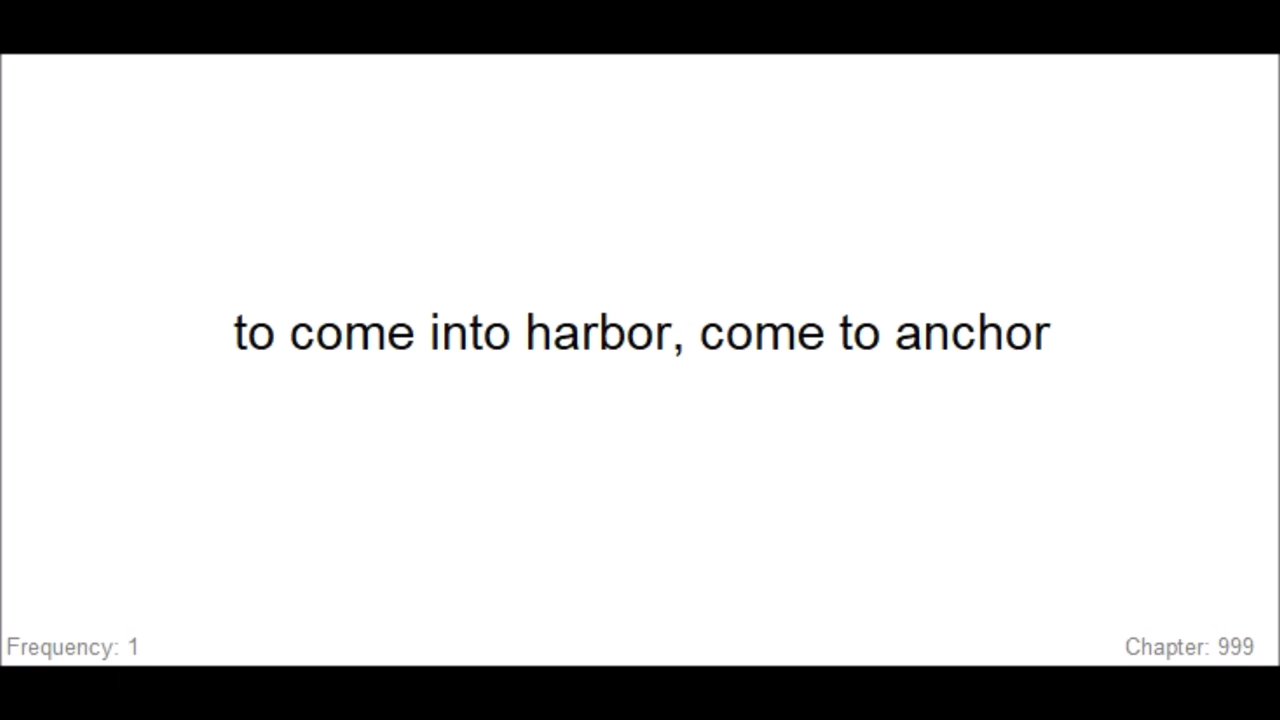 to come into harbor, come to anchor
Frequency: 1
Chapter: 999